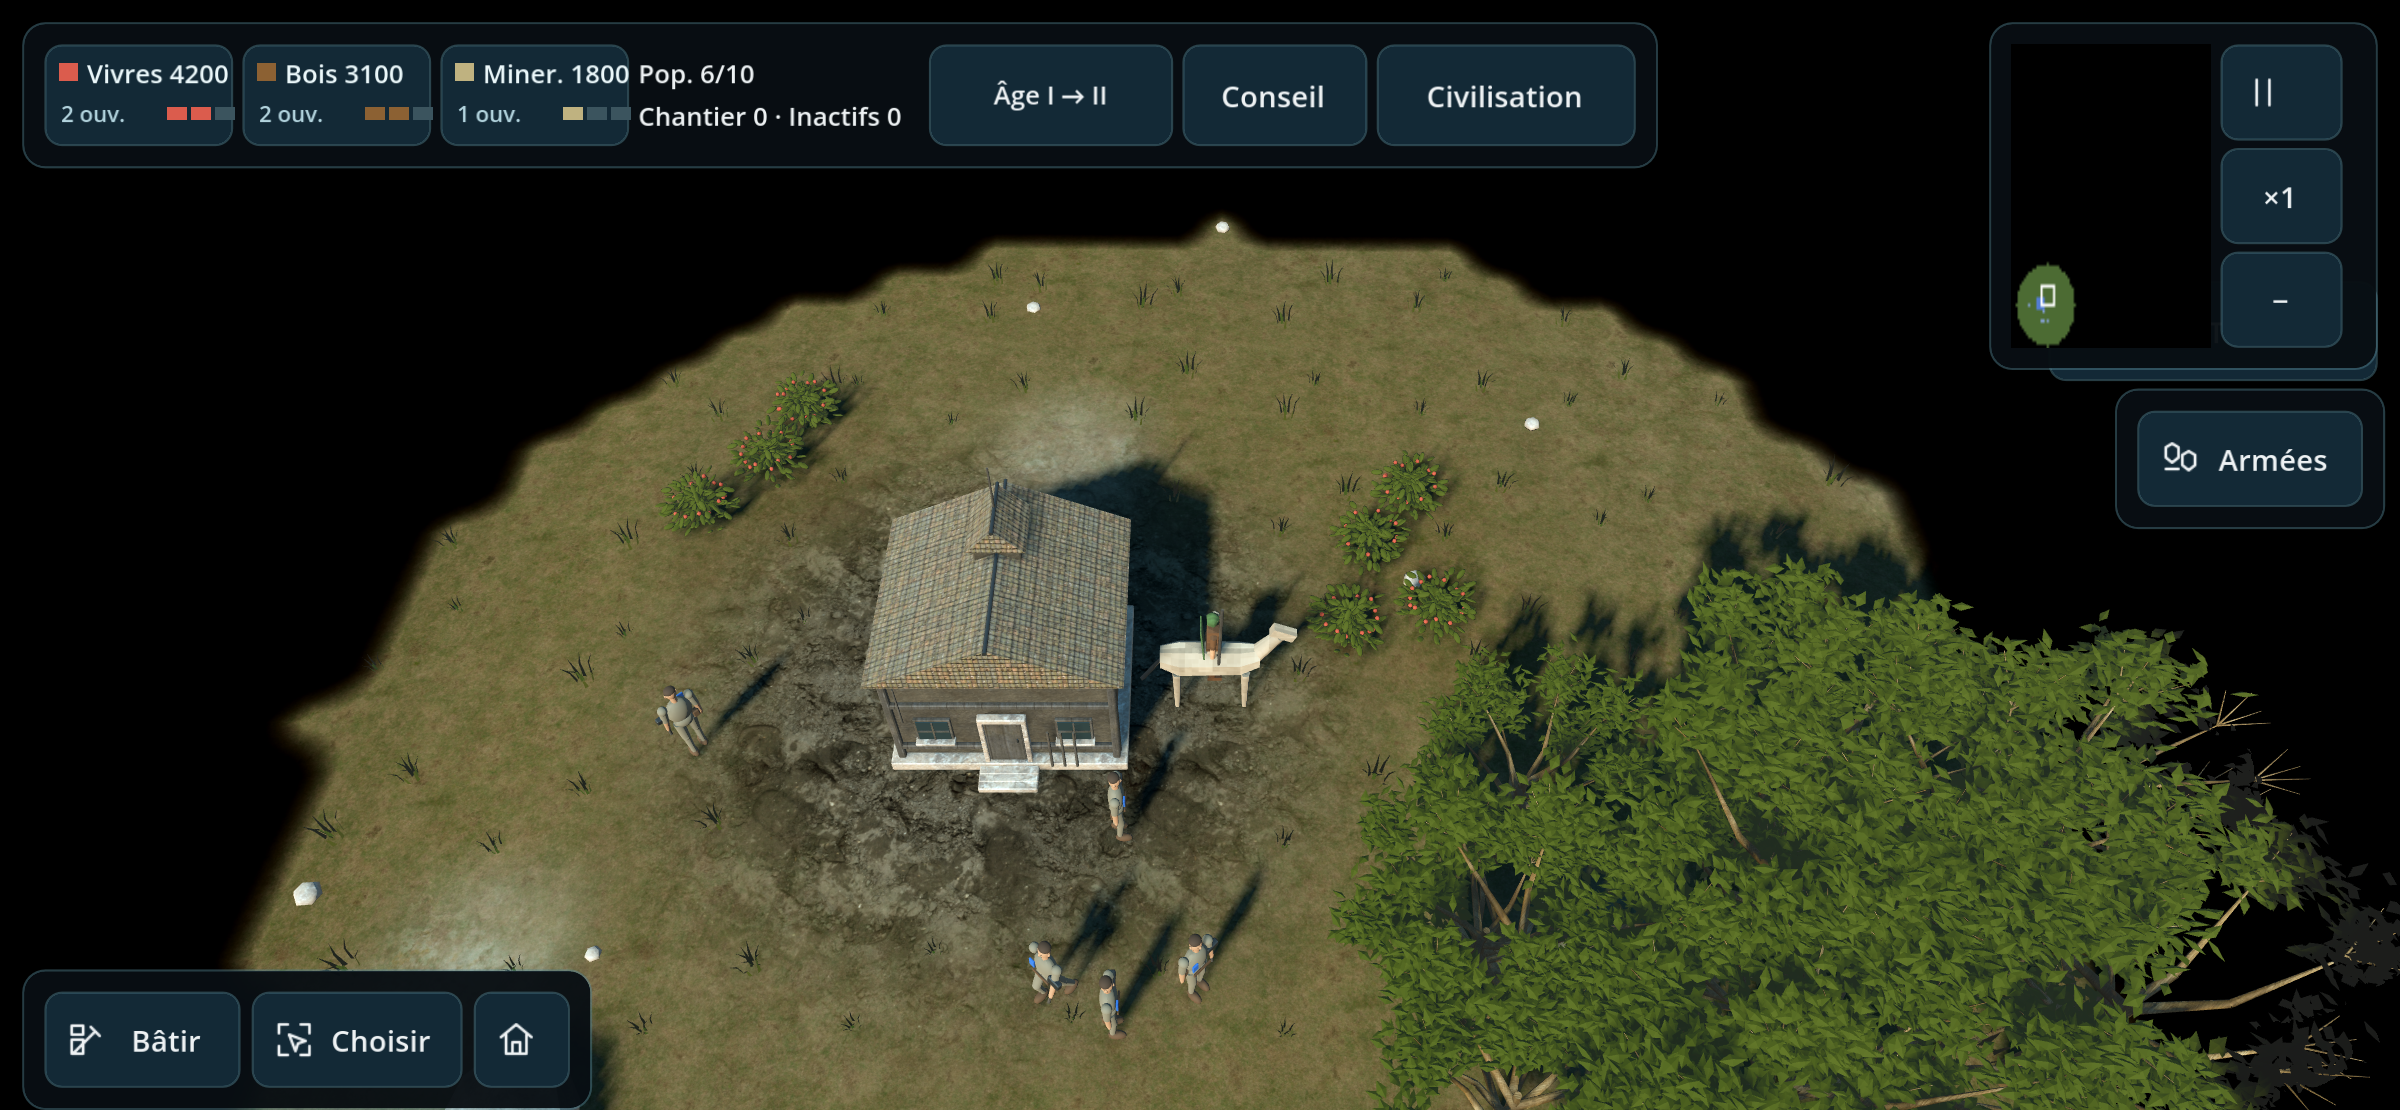 Vivres 4200
2 ouv.
Bois 3100
2 ouv.
Miner. 1800
1 ouv.
Pop. 6/10
Chantier 0 · Inactifs 0
Âge I → II
Conseil
Civilisation
||
×1
–
Armées
Bâtir
Choisir